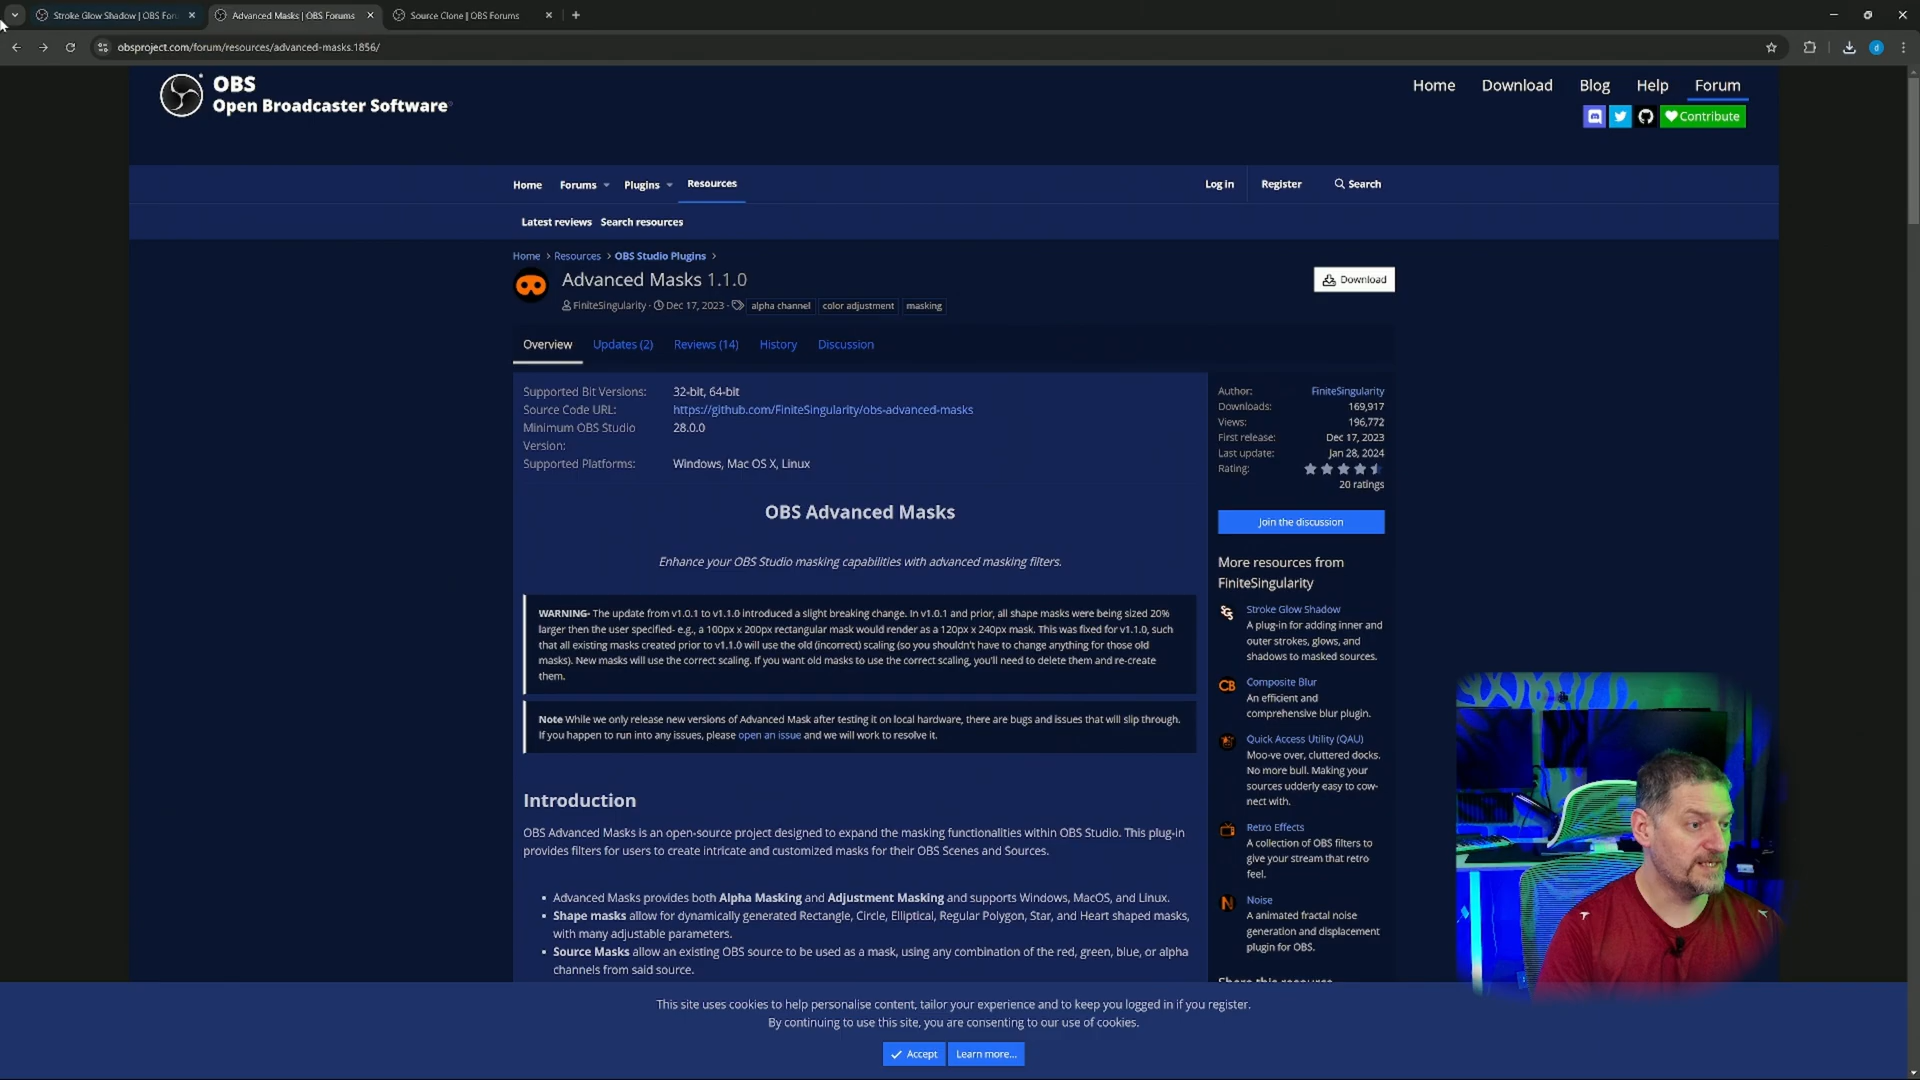 Stroke Glow Shadow | OBS Foru
Advanced Masks | OBS Forums
Source Clone | OBS Forums
obsproject.com/forum/resources/advanced-masks.1856/
OBS
Open Broadcaster Software
Home Download Blog Help Forum
Contribute
Home Forums Plugins Resources
Log in Register Search
Latest reviews Search resources
Home > Resources > OBS Studio Plugins >
Advanced Masks 1.1.0
Download
FiniteSingularity · Dec 17, 2023 · alpha channel color adjustment masking
Overview Updates (2) Reviews (14) History Discussion
Supported Bit Versions: 32-bit, 64-bit
Source Code URL: https://github.com/FiniteSingularity/obs-advanced-masks
Minimum OBS Studio 28.0.0
Version:
Supported Platforms: Windows, Mac OS X, Linux
OBS Advanced Masks
Enhance your OBS Studio masking capabilities with advanced masking filters.
WARNING- The update from v1.0.1 to v1.1.0 introduced a slight breaking change. In v1.0.1 and prior, all shape masks were being sized 20%
larger then the user specified- e.g., a 100px x 200px rectangular mask would render as a 120px x 240px mask. This was fixed for v1.1.0, such
that all existing masks created prior to v1.1.0 will use the old (incorrect) scaling (so you shouldn't have to change anything for those old
masks). New masks will use the correct scaling. If you want old masks to use the correct scaling, you'll need to delete them and re-create
them.
Note While we only release new versions of Advanced Mask after testing it on local hardware, there are bugs and issues that will slip through.
If you happen to run into any issues, please open an issue and we will work to resolve it.
Introduction
OBS Advanced Masks is an open-source project designed to expand the masking functionalities within OBS Studio. This plug-in
provides filters for users to create intricate and customized masks for their OBS Scenes and Sources.
▪ Advanced Masks provides both Alpha Masking and Adjustment Masking and supports Windows, MacOS, and Linux.
▪ Shape masks allow for dynamically generated Rectangle, Circle, Elliptical, Regular Polygon, Star, and Heart shaped masks,
with many adjustable parameters.
▪ Source Masks allow an existing OBS source to be used as a mask, using any combination of the red, green, blue, or alpha
channels from said source.
Author: FiniteSingularity
Downloads: 169,917
Views: 196,772
First release: Dec 17, 2023
Last update: Jan 28, 2024
Rating:
20 ratings
Join the discussion
More resources from
FiniteSingularity
Stroke Glow Shadow
A plug-in for adding inner and
outer strokes, glows, and
shadows to masked sources.
CB
Composite Blur
An efficient and
comprehensive blur plugin.
Quick Access Utility (QAU)
Moo-ve over, cluttered docks.
No more bull. Making your
sources udderly easy to cow-
nect with.
Retro Effects
A collection of OBS filters to
give your stream that retro
feel.
N
Noise
A animated fractal noise
generation and displacement
plugin for OBS.
Share this resource
This site uses cookies to help personalise content, tailor your experience and to keep you logged in if you register.
By continuing to use this site, you are consenting to our use of cookies.
Accept Learn more…